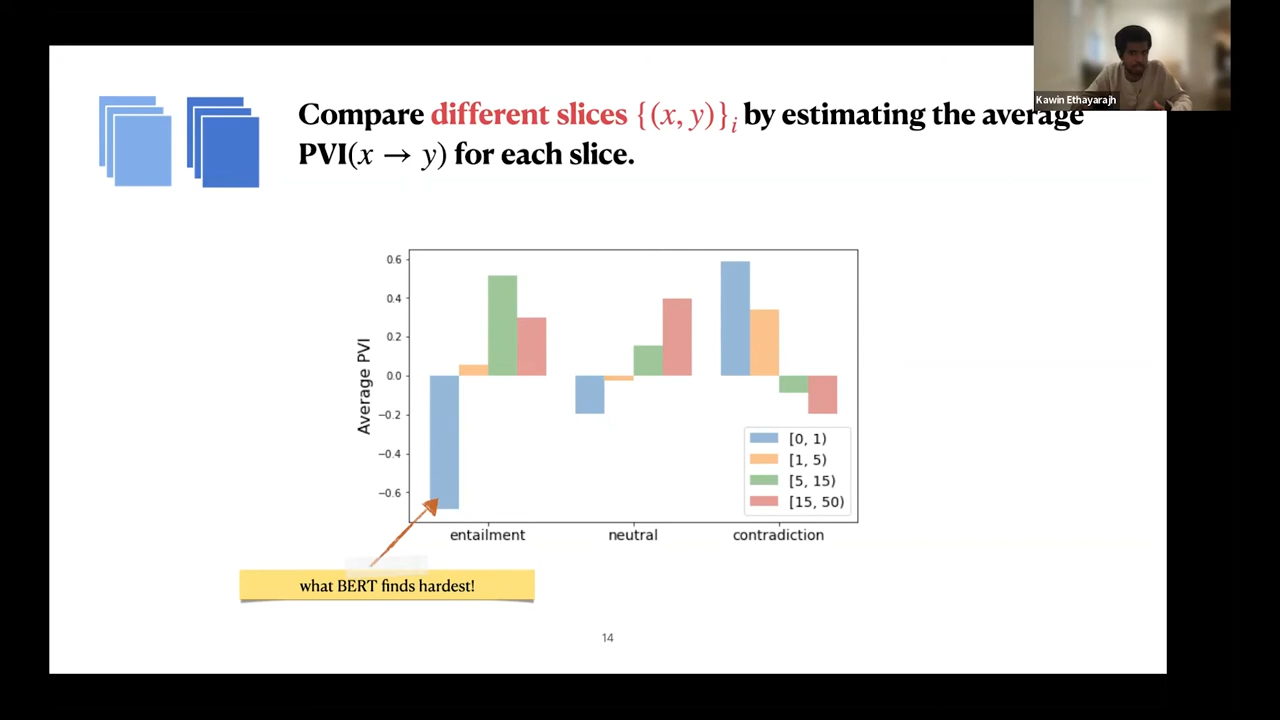 Kawin Ethayarajh
Compare different slices {(x, y)}i by estimating the average
PVI(x → y) for each slice.
0.6
0.4
0.2
0.0
−0.2
−0.4
−0.6
Average PVI
[0, 1)
[1, 5)
[5, 15)
[15, 50)
entailment neutral contradiction
what BERT finds hardest!
14